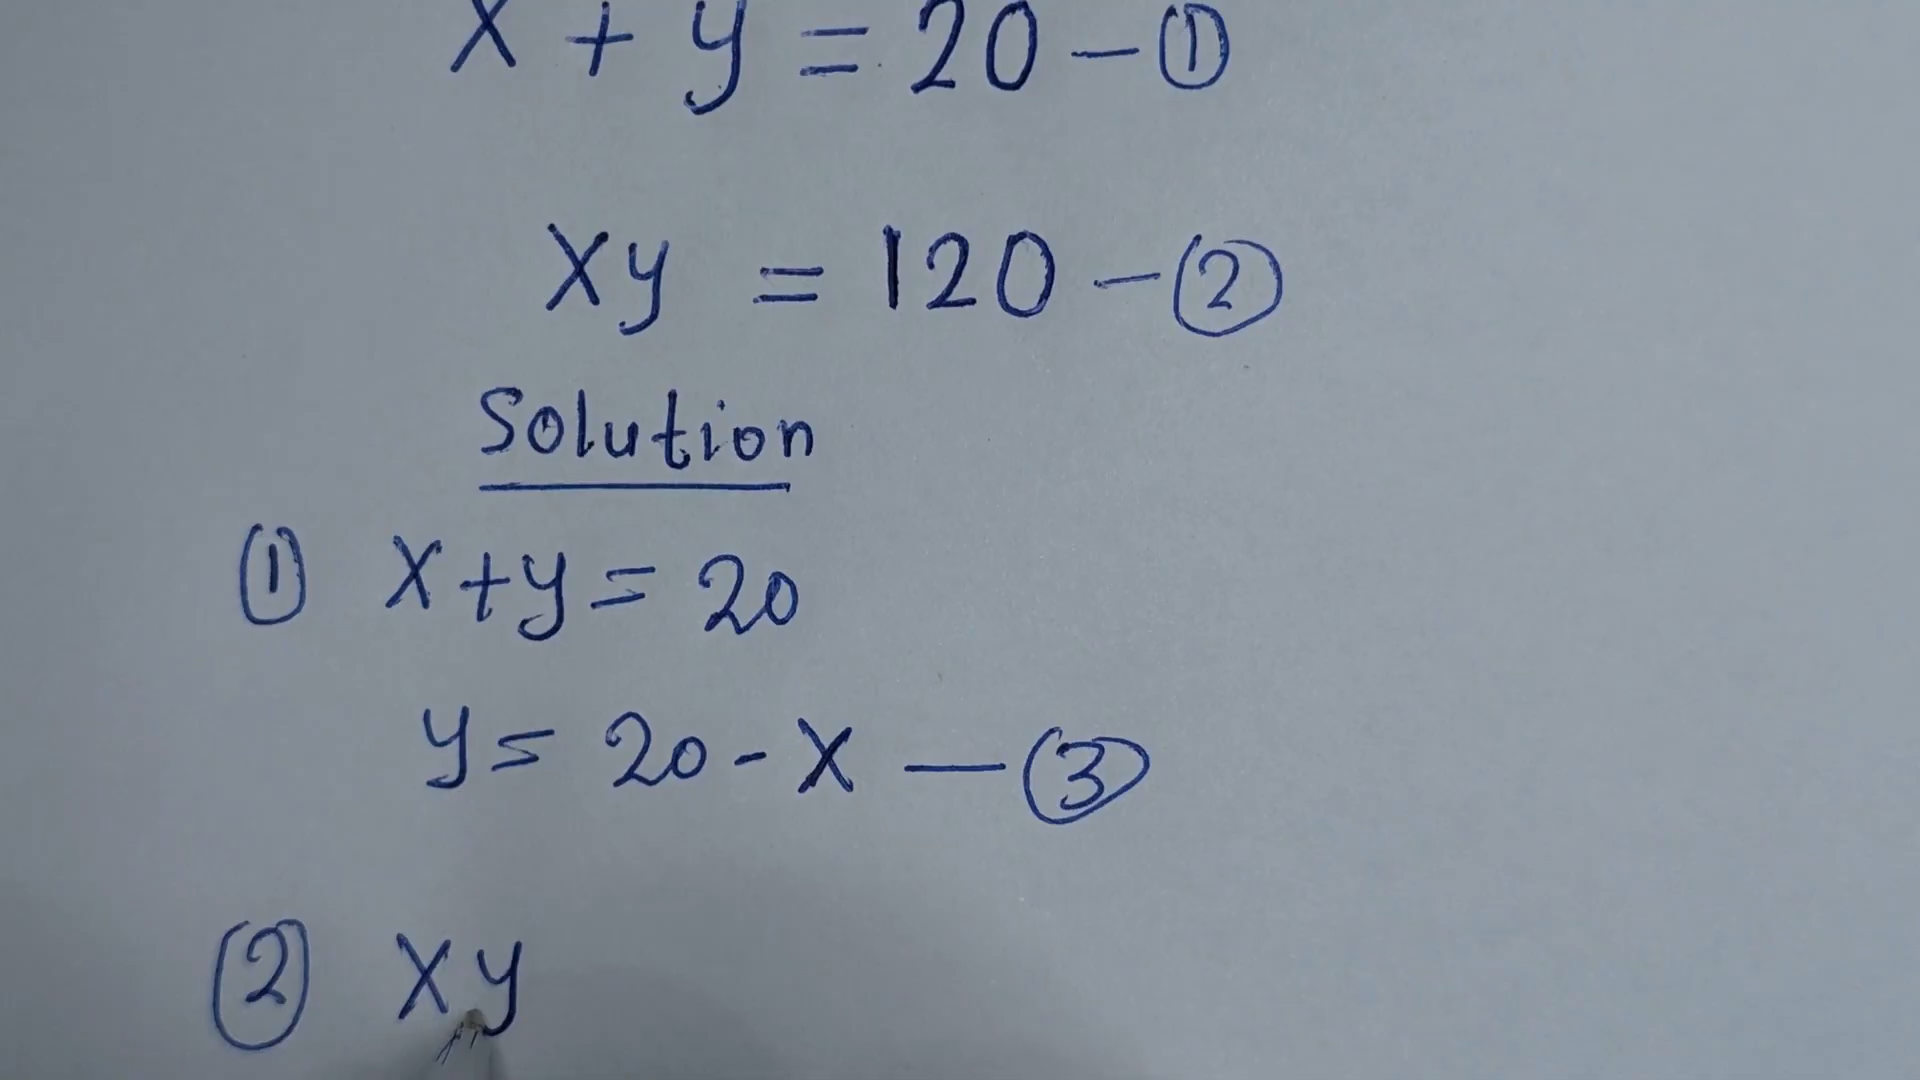 x + y = 20 — ①
xy = 120 — ②
Solution
① x+y = 20
y = 20 - x — ③
② xy